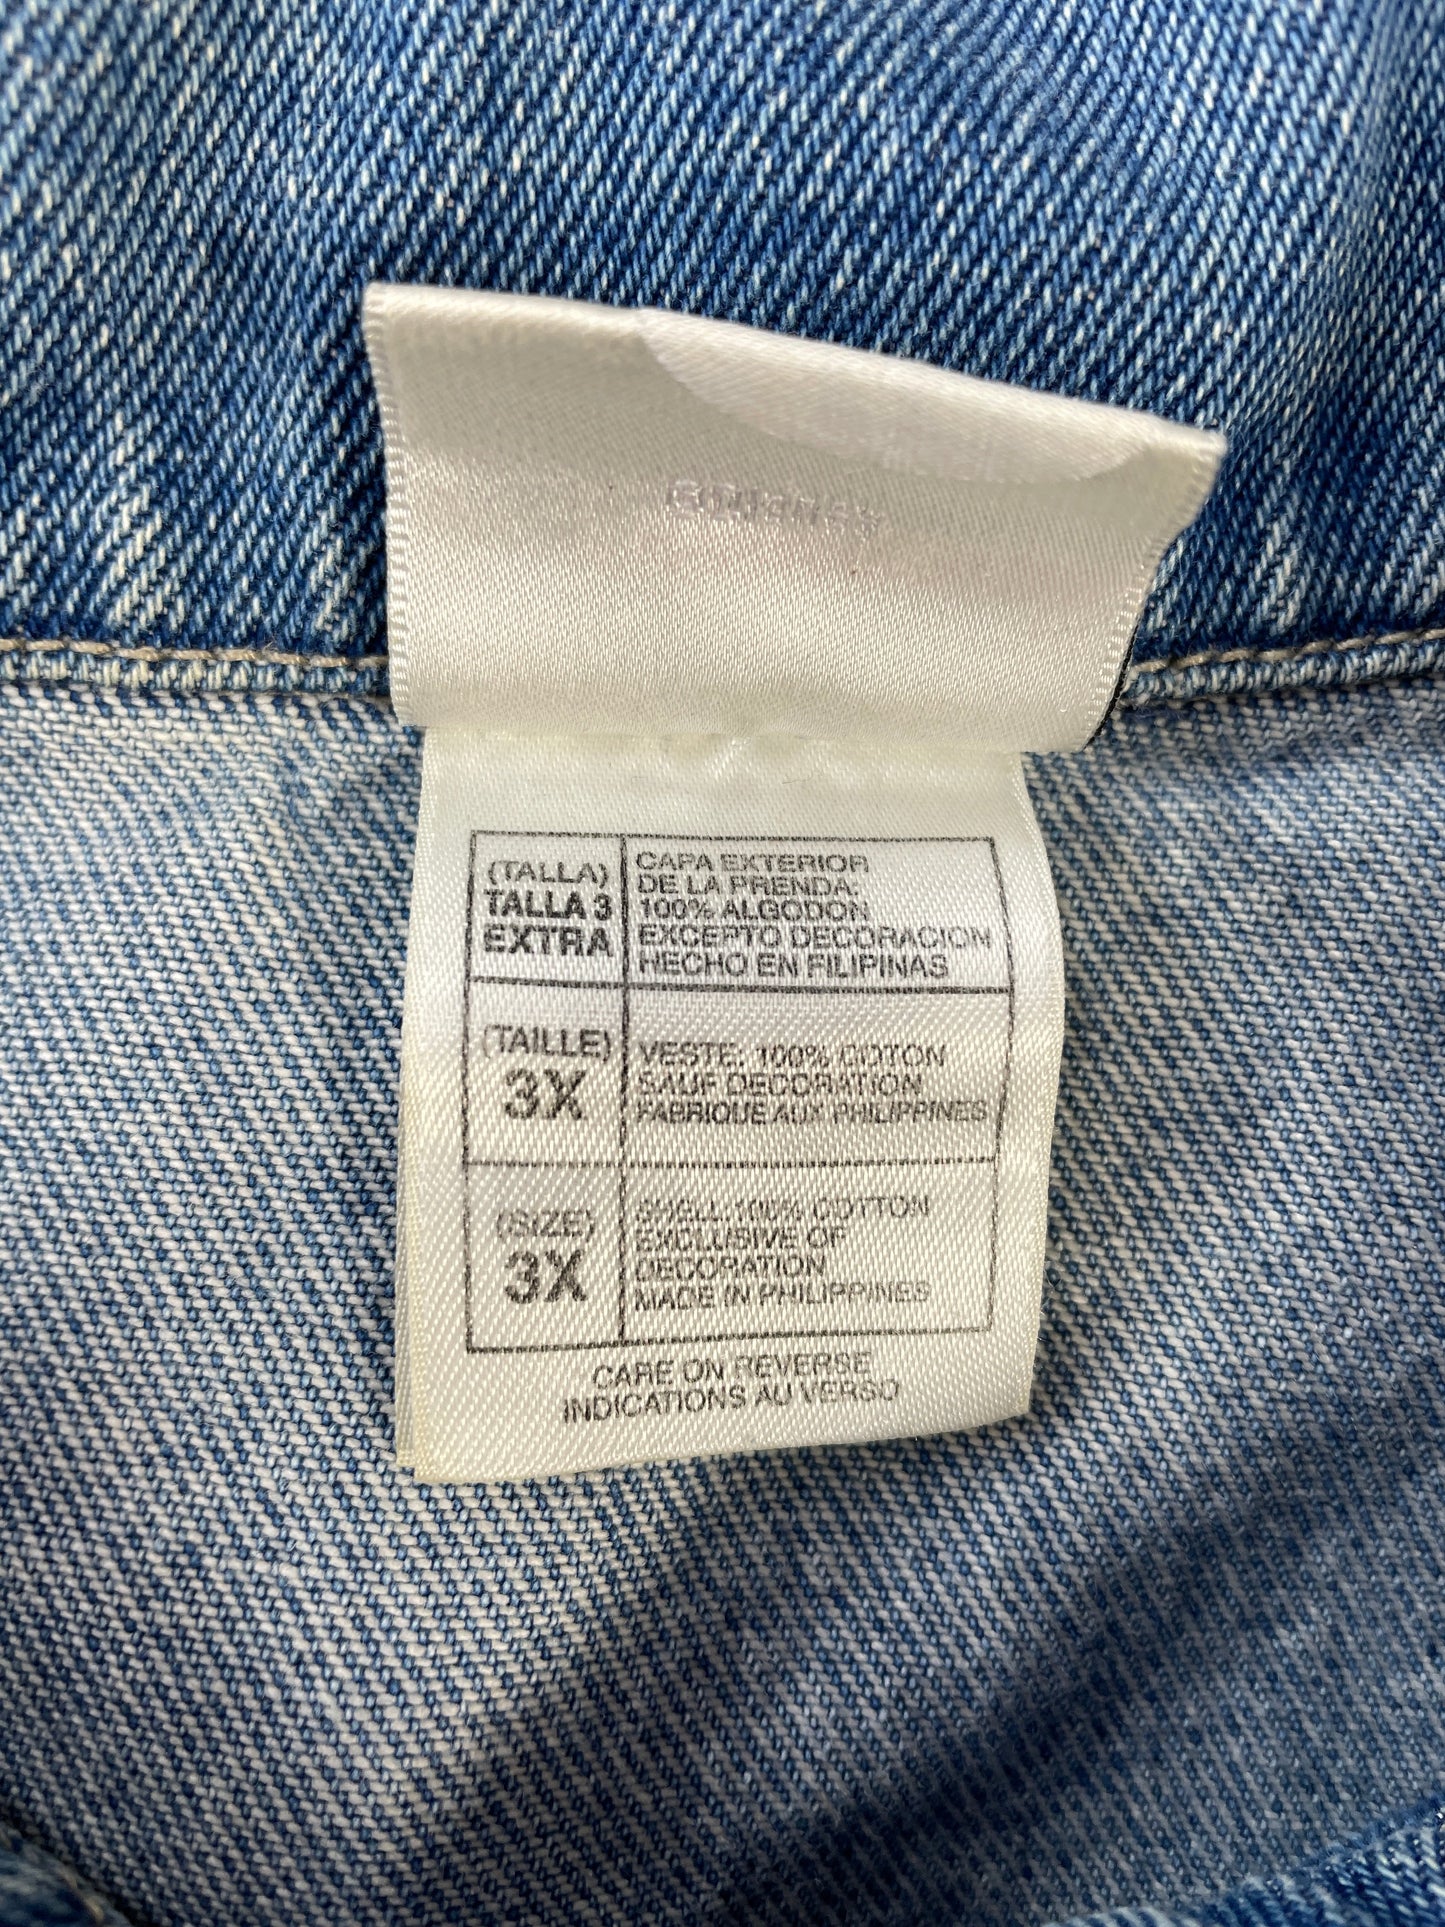 (TALLA)
TALLA 3
EXTRA
CAPA EXTERIOR
DE LA PRENDA:
100% ALGODON
EXCEPTO DECORACION
HECHO EN FILIPINAS
(TAILLE)
3X
VESTE: 100% COTON
SAUF DECORATION
FABRIQUE AUX PHILIPPINES
(SIZE)
3X
SHELL 100% COTTON
EXCLUSIVE OF
DECORATION
MADE IN PHILIPPINES
CARE ON REVERSE
INDICATIONS AU VERSO